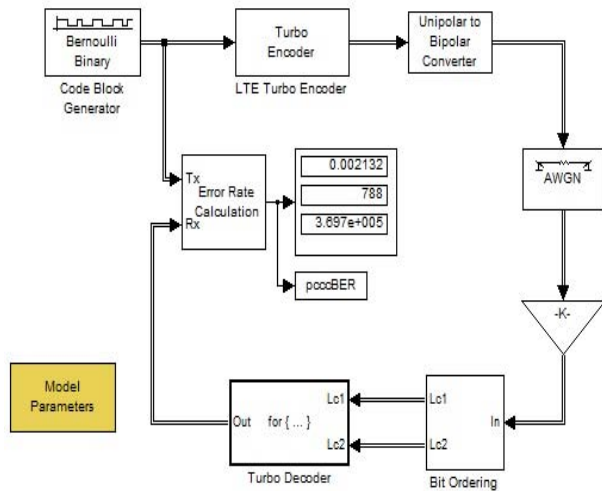 Bernoulli
Binary
Code Block
Generator
Turbo
Encoder
LTE Turbo Encoder
Unipolar to
Bipolar
Converter
AWGN
-K-
Tx
Rx
Error Rate
Calculation
0.002132
788
3.697e+005
pcccBER
Model
Parameters
Out
for { ... }
Lc1
Lc2
Turbo Decoder
Lc1
Lc2
In
Bit Ordering